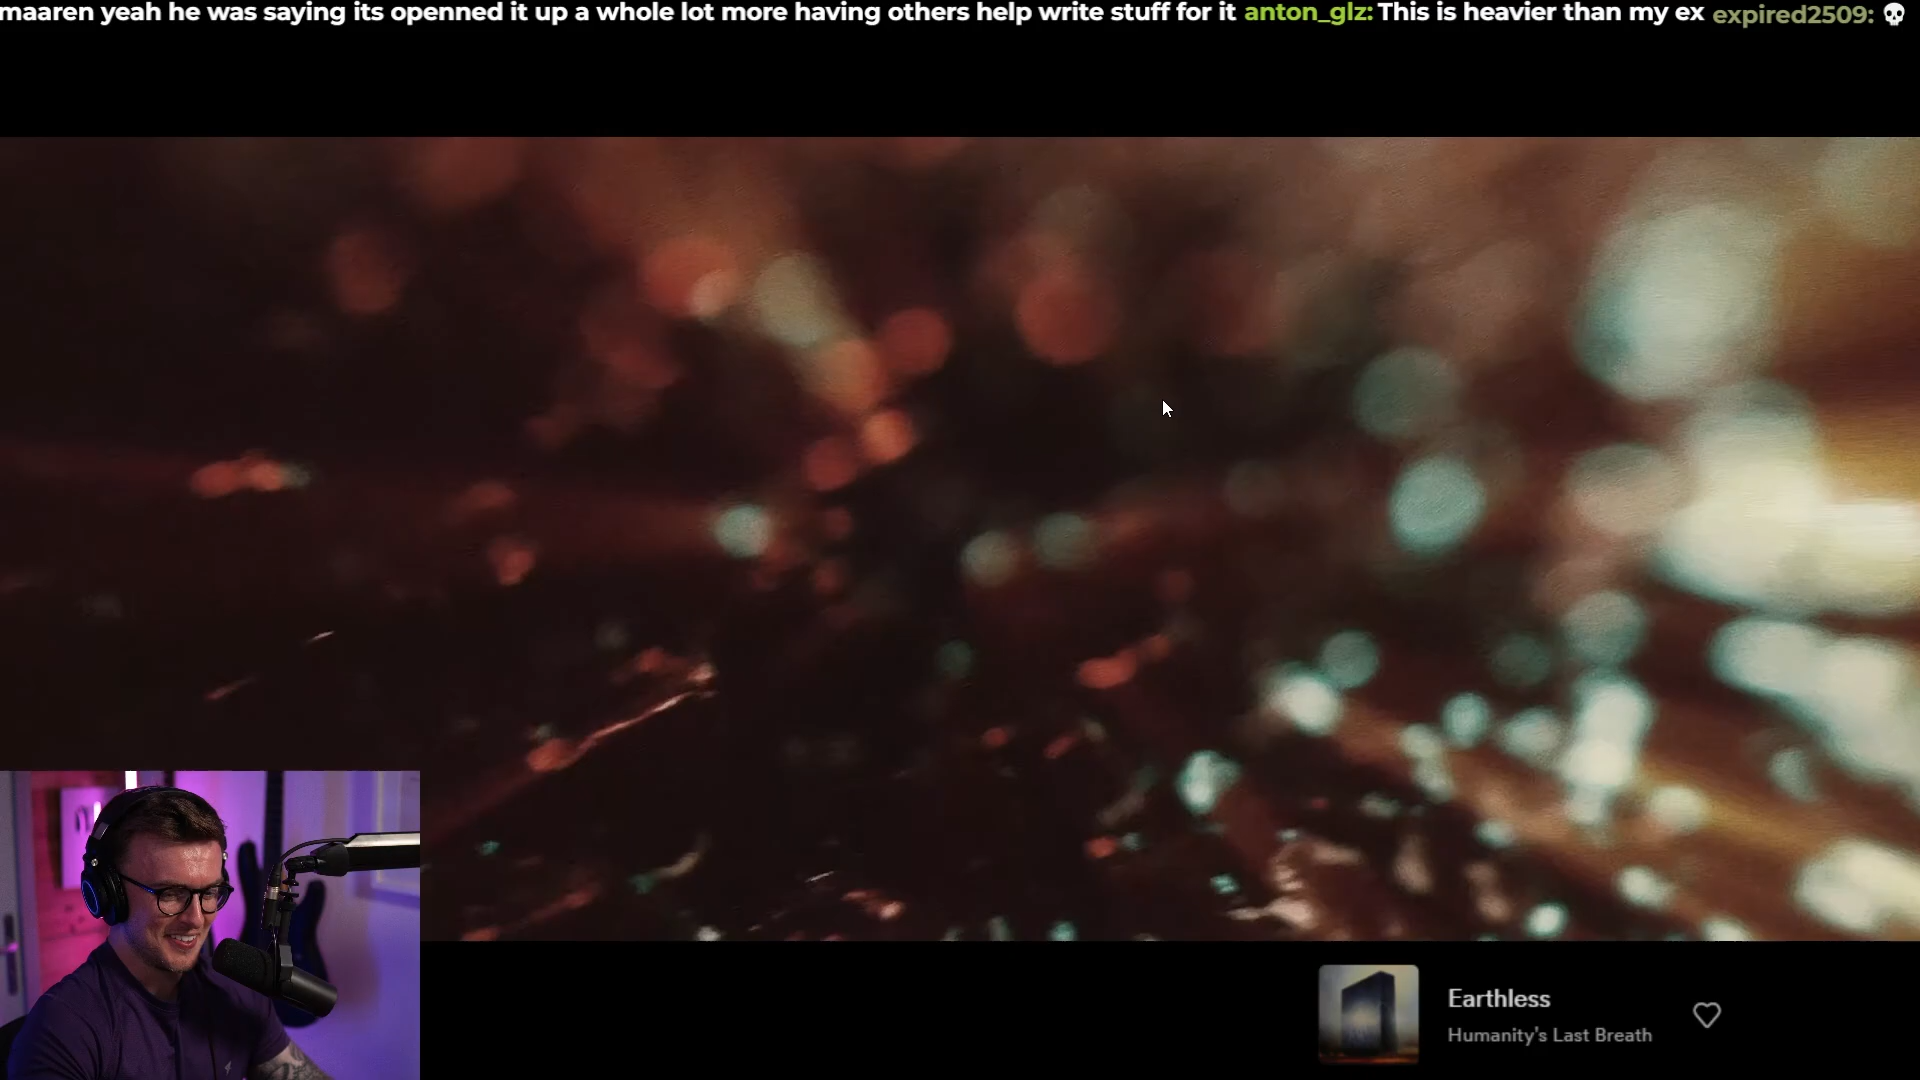 maaren yeah he was saying its openned it up a whole lot more having others help write stuff for it anton_glz: This is heavier than my ex expired2509: 💀
Earthless
Humanity's Last Breath